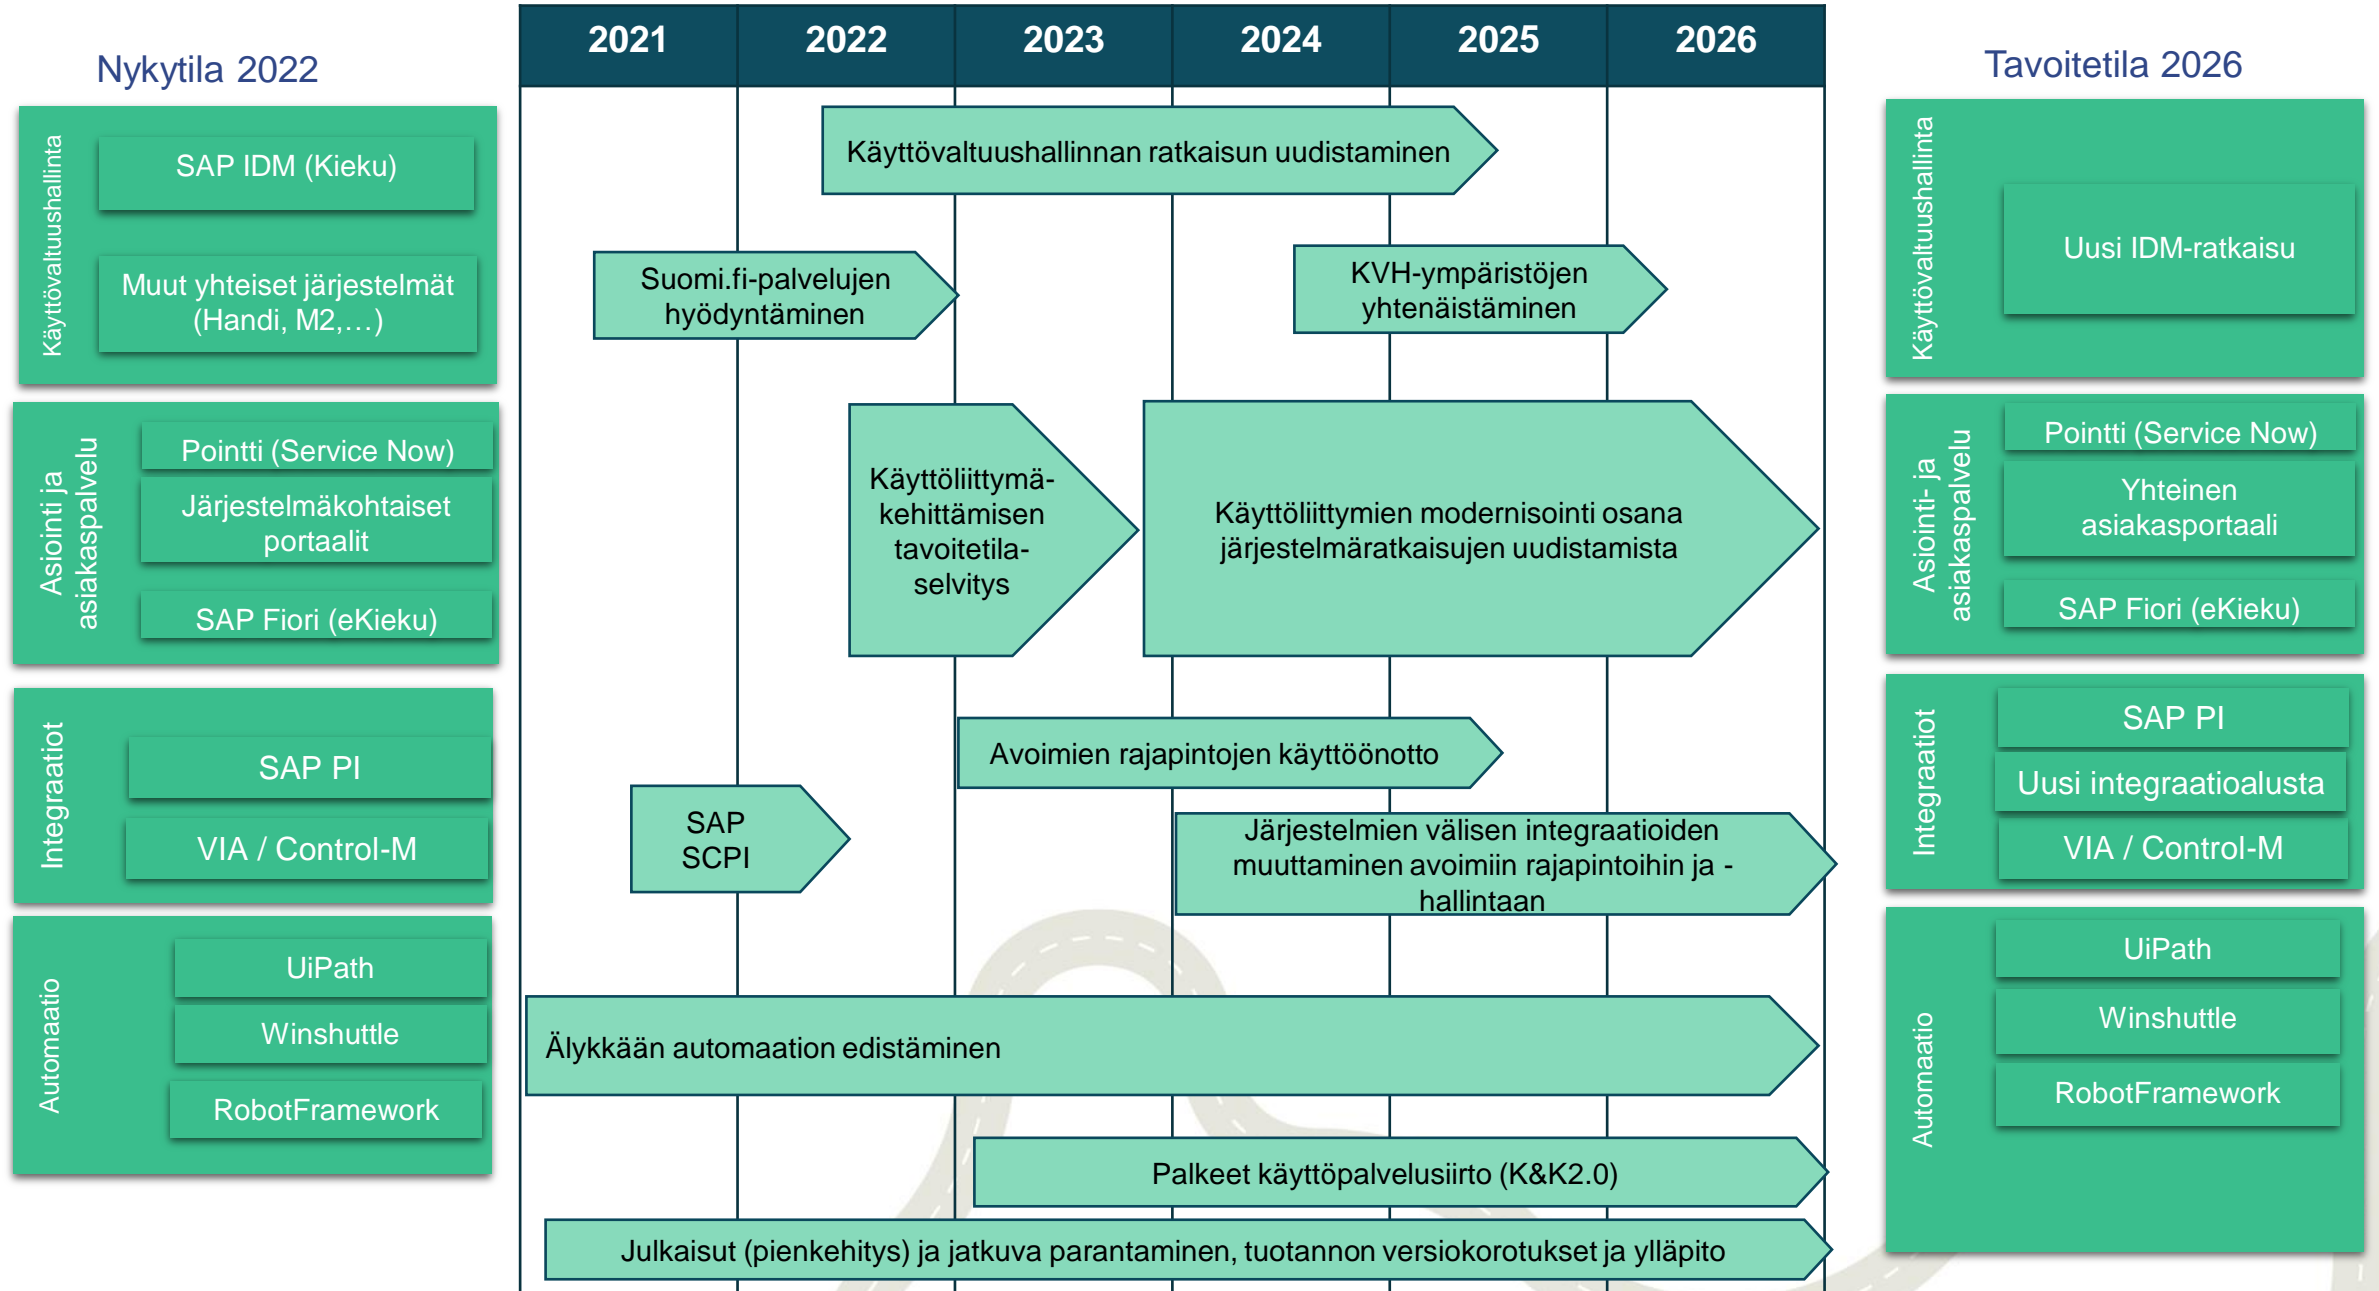 Nykytila 2022
2021
2022
2023
2024
2025
2026
Tavoitetila 2026
Käyttövaltuushallinta
SAP IDM (Kieku)
Muut yhteiset järjestelmät
(Handi, M2,…)
Asiointi ja
asiakaspalvelu
Pointti (Service Now)
Järjestelmäkohtaiset
portaalit
SAP Fiori (eKieku)
Integraatiot
SAP PI
VIA / Control-M
Automaatio
UiPath
Winshuttle
RobotFramework
Käyttövaltuushallinnan ratkaisun uudistaminen
Suomi.fi-palvelujen
hyödyntäminen
KVH-ympäristöjen
yhtenäistäminen
Käyttöliittymä-
kehittämisen
tavoitetila-
selvitys
Käyttöliittymien modernisointi osana
järjestelmäratkaisujen uudistamista
Avoimien rajapintojen käyttöönotto
SAP
SCPI
Järjestelmien välisen integraatioiden
muuttaminen avoimiin rajapintoihin ja -
hallintaan
Älykkään automaation edistäminen
Palkeet käyttöpalvelusiirto (K&K2.0)
Julkaisut (pienkehitys) ja jatkuva parantaminen, tuotannon versiokorotukset ja ylläpito
Käyttövaltuushallinta
Uusi IDM-ratkaisu
Asiointi- ja
asiakaspalvelu
Pointti (Service Now)
Yhteinen
asiakasportaali
SAP Fiori (eKieku)
Integraatiot
SAP PI
Uusi integraatioalusta
VIA / Control-M
Automaatio
UiPath
Winshuttle
RobotFramework